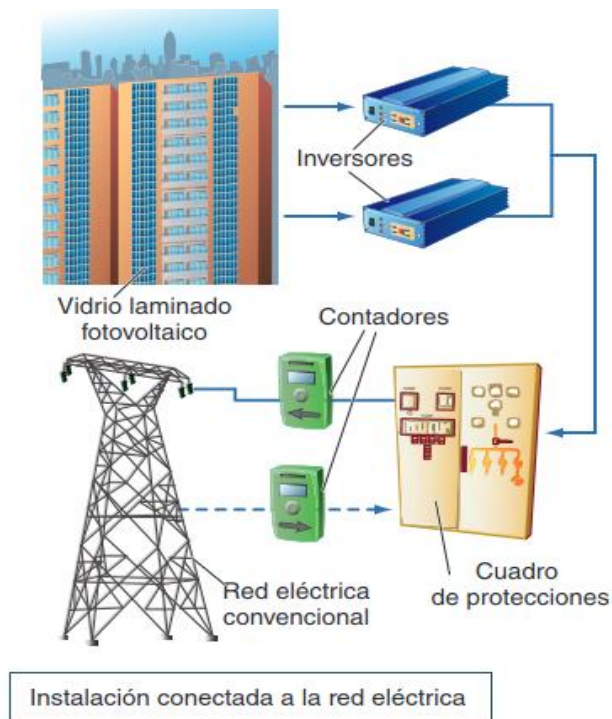 Inversores
Vidrio laminado
fotovoltaico
Contadores
Red eléctrica
convencional
Cuadro
de protecciones
Instalación conectada a la red eléctrica